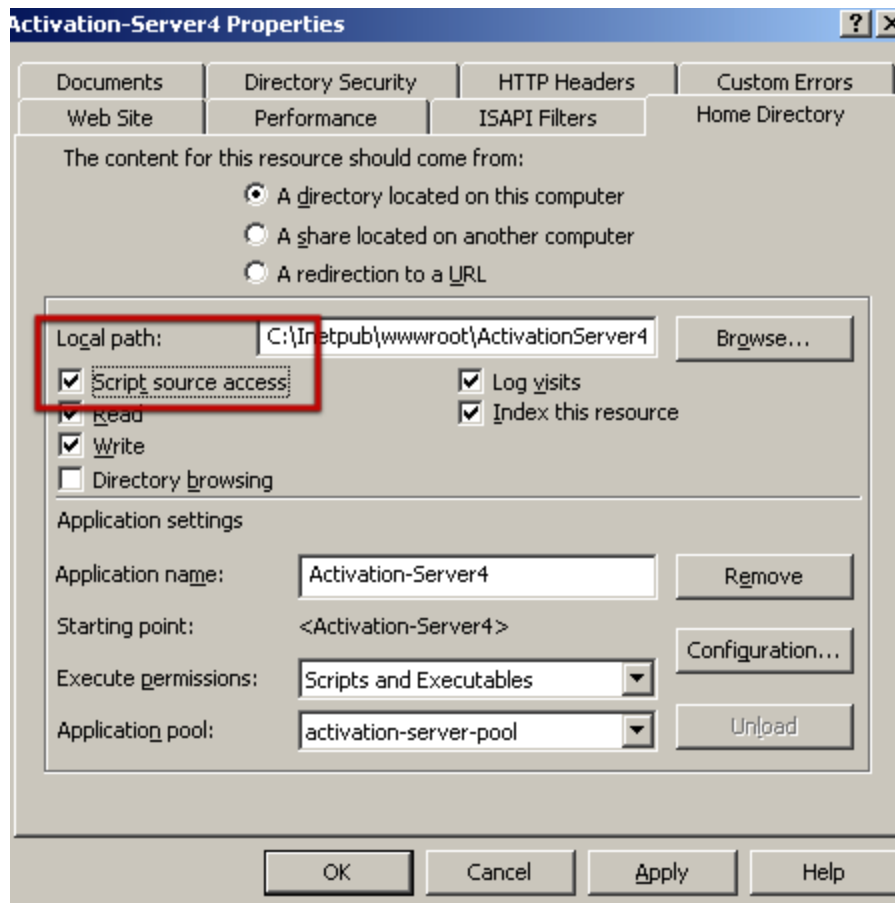 Activation-Server4 Properties
Documents Directory Security HTTP Headers Custom Errors
Web Site Performance ISAPI Filters Home Directory
The content for this resource should come from:
A directory located on this computer
A share located on another computer
A redirection to a URL
Local path: C:\Inetpub\wwwroot\ActivationServer4 Browse...
Script source access Log visits
Read Index this resource
Write
Directory browsing
Application settings
Application name: Activation-Server4 Remove
Starting point: <Activation-Server4>
Configuration...
Execute permissions: Scripts and Executables
Application pool: activation-server-pool Unload
OK Cancel Apply Help